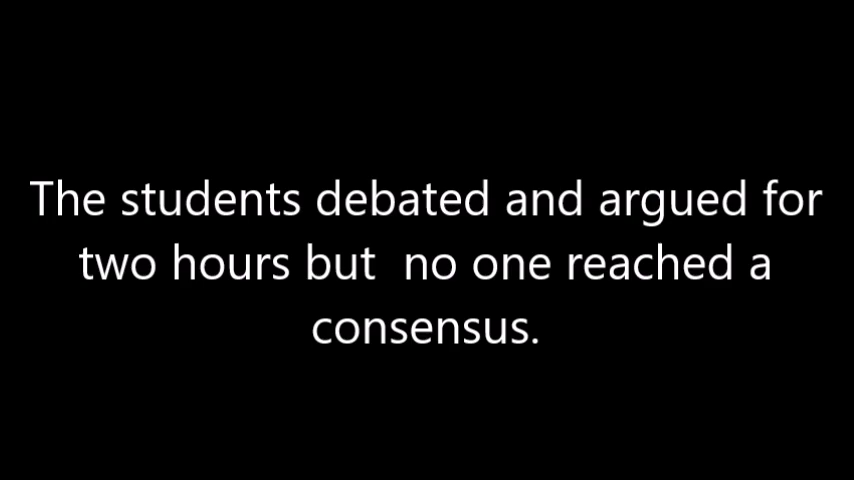 The students debated and argued for
two hours but  no one reached a
consensus.